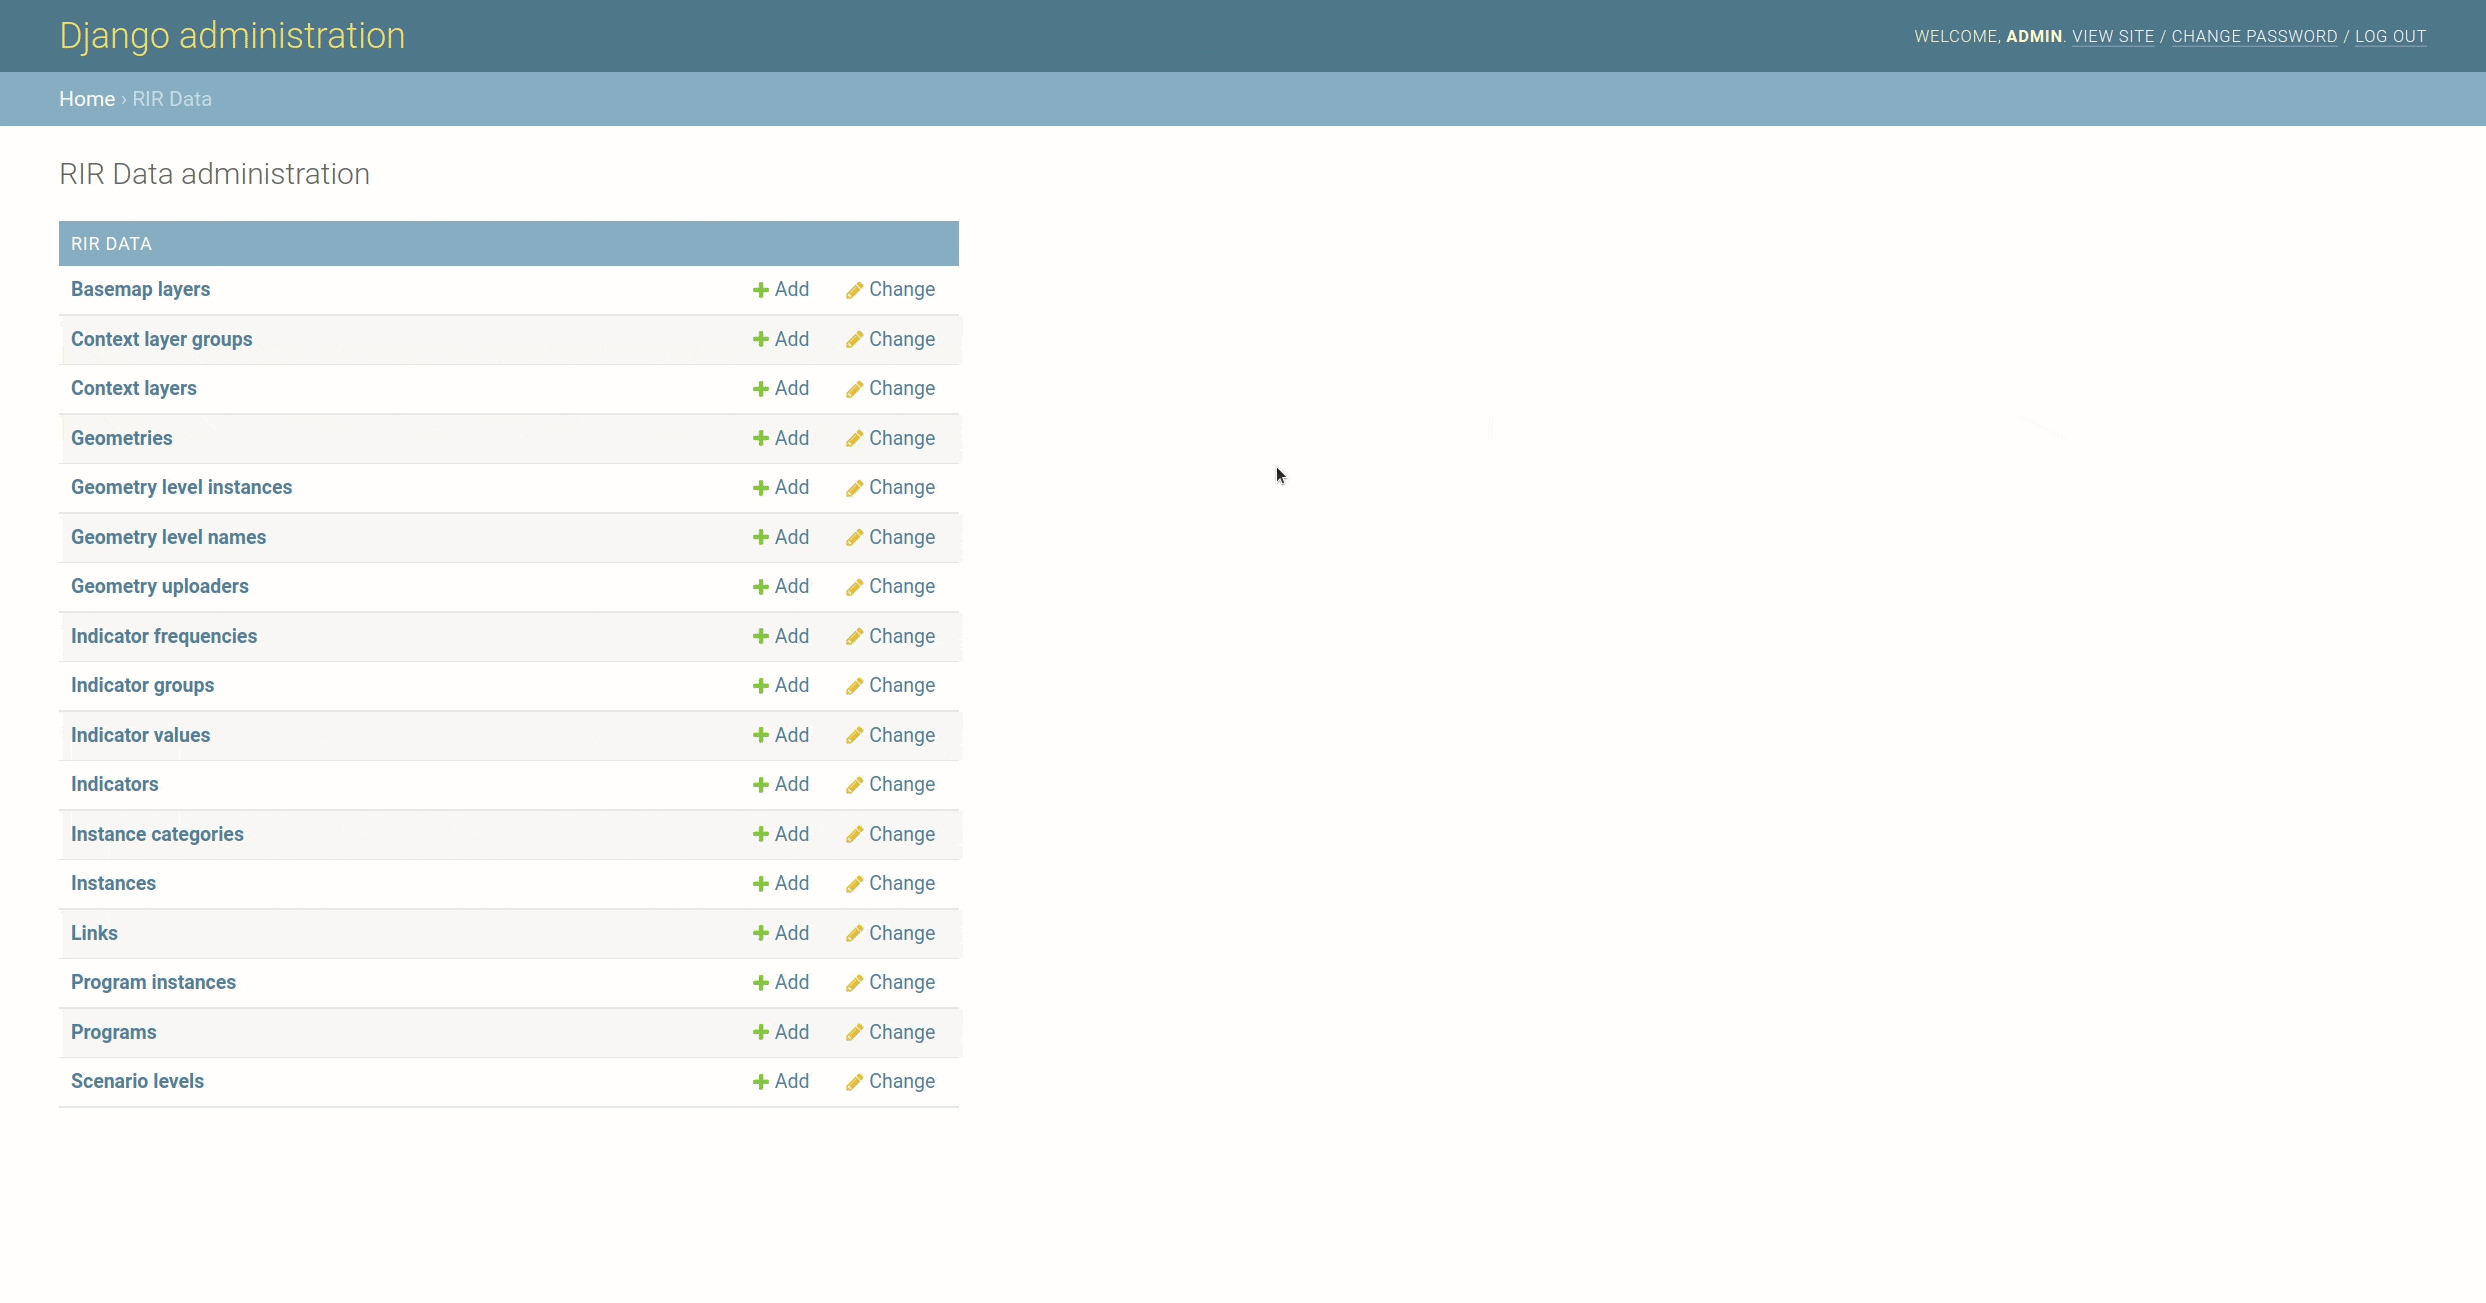 Django administration
WELCOME, ADMIN. VIEW SITE / CHANGE PASSWORD / LOG OUT
Home › RIR Data
RIR Data administration
RIR DATA
Basemap layers Add Change
Context layer groups Add Change
Context layers Add Change
Geometries Add Change
Geometry level instances Add Change
Geometry level names Add Change
Geometry uploaders Add Change
Indicator frequencies Add Change
Indicator groups Add Change
Indicator values Add Change
Indicators Add Change
Instance categories Add Change
Instances Add Change
Links Add Change
Program instances Add Change
Programs Add Change
Scenario levels Add Change